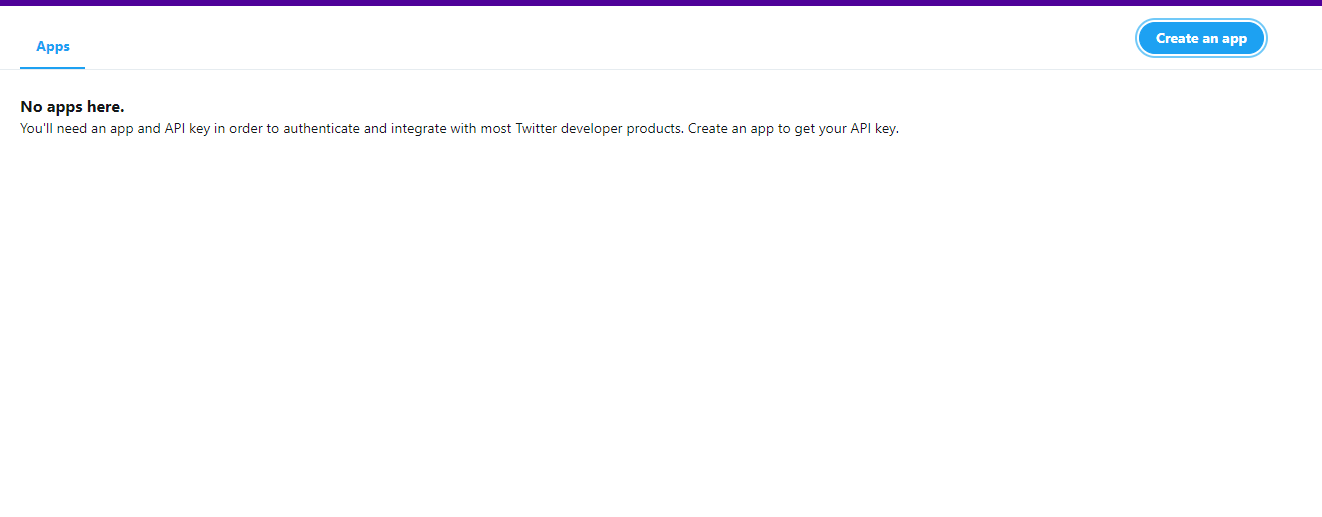 Apps
Create an app
No apps here.
You'll need an app and API key in order to authenticate and integrate with most Twitter developer products. Create an app to get your API key.